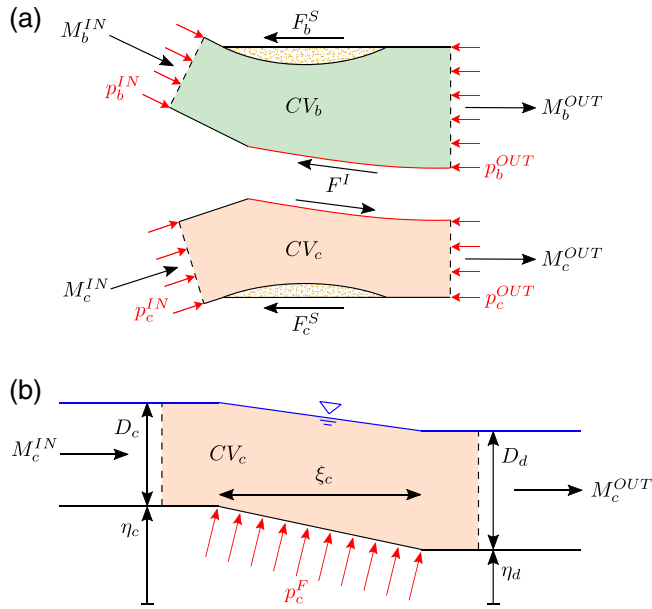 (a)
M_b^{IN}
F_b^S
p_b^{IN}
CV_b
M_b^{OUT}
p_b^{OUT}
F^I
CV_c
M_c^{OUT}
M_c^{IN}
p_c^{IN}
p_c^{OUT}
F_c^S
(b)
D_c
M_c^{IN}
CV_c
D_d
ξ_c
M_c^{OUT}
η_c
p_c^F
η_d